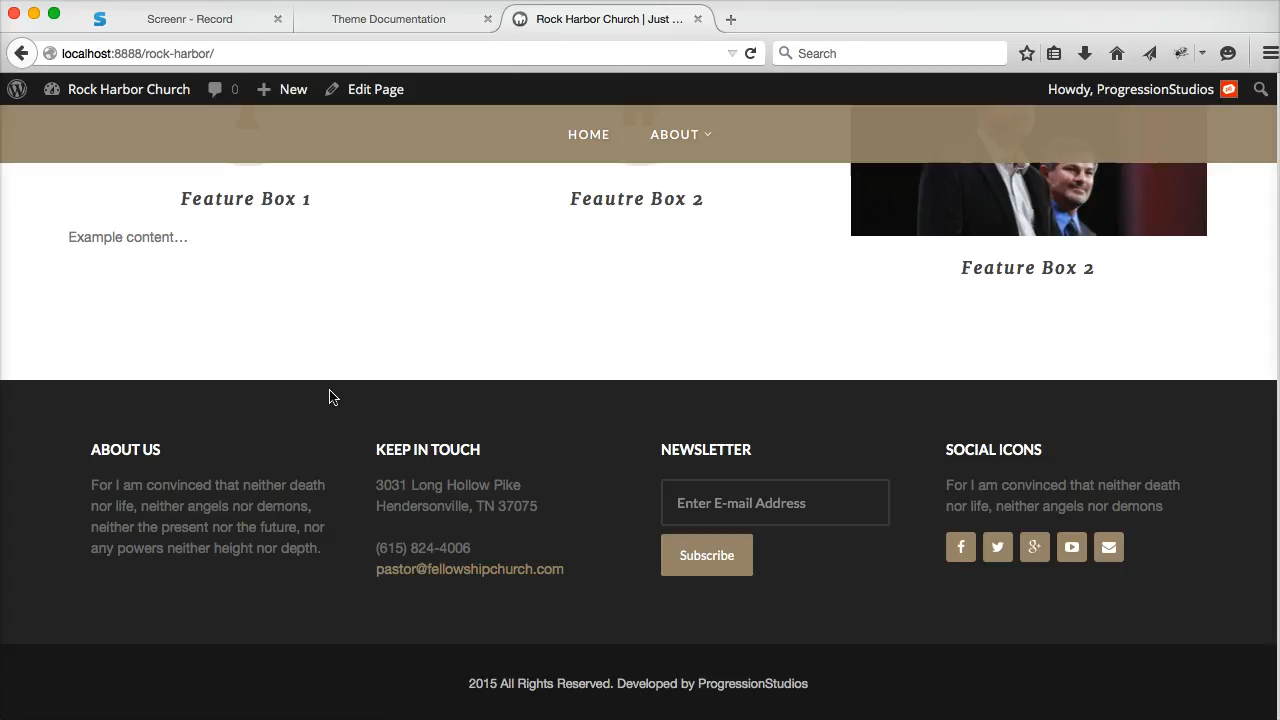 Screenr - Record
Theme Documentation
Rock Harbor Church | Just ...
localhost:8888/rock-harbor/
Search
Rock Harbor Church
0
New
Edit Page
Howdy, ProgressionStudios
HOME
ABOUT
Feature Box 1
Feautre Box 2
Example content…
Feature Box 2
ABOUT US
For I am convinced that neither death
nor life, neither angels nor demons,
neither the present nor the future, nor
any powers neither height nor depth.
KEEP IN TOUCH
3031 Long Hollow Pike
Hendersonville, TN 37075
(615) 824-4006
pastor@fellowshipchurch.com
NEWSLETTER
Enter E-mail Address
Subscribe
SOCIAL ICONS
For I am convinced that neither death
nor life, neither angels nor demons
2015 All Rights Reserved. Developed by ProgressionStudios